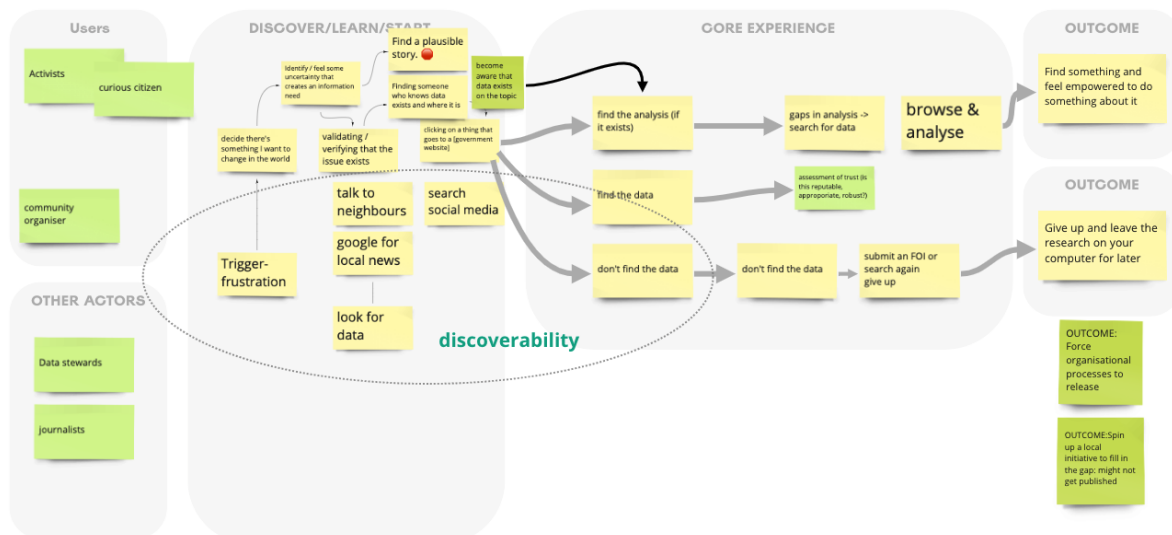 Users
Activists
curious citizen
community
organiser
OTHER ACTORS
Data stewards
journalists
DISCOVER/LEARN/START
Find a plausible
story.
Identify / feel some
uncertainty that
creates an information
need
become
aware that
data exists
on the topic
Finding someone
who knows data
exists and where it is
decide there's
something I want to
change in the world
validating /
verifying that the
issue exists
clicking on a thing that
goes to a [government
website]
talk to
neighbours
search
social media
google for
local news
Trigger-
frustration
look for
data
discoverability
CORE EXPERIENCE
find the analysis (if
it exists)
gaps in analysis ->
search for data
browse &
analyse
find the data
assessment of trust (is
this reputable,
approporiate, robust?)
don't find the data
don't find the data
submit an FOI or
search again
give up
OUTCOME
Find something and
feel empowered to do
something about it
OUTCOME
Give up and leave the
research on your
computer for later
OUTCOME:
Force
organisational
processes to
release
OUTCOME:Spin
up a local
initiative to fill in
the gap: might not
get published